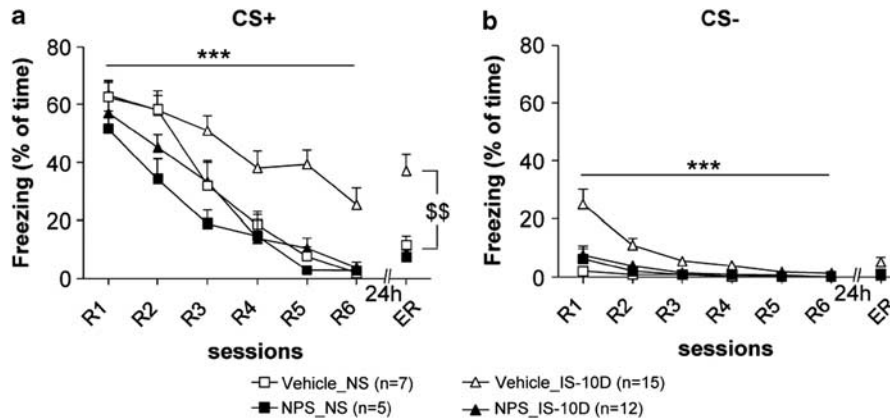 a
CS+
b
CS-
Freezing (% of time)
80
60
40
20
0
***
$$
R1
R2
R3
R4
R5
R6
24h
ER
sessions
Freezing (% of time)
80
60
40
20
0
***
R1
R2
R3
R4
R5
R6
24h
ER
sessions
Vehicle_NS (n=7)
Vehicle_IS-10D (n=15)
NPS_NS (n=5)
NPS_IS-10D (n=12)